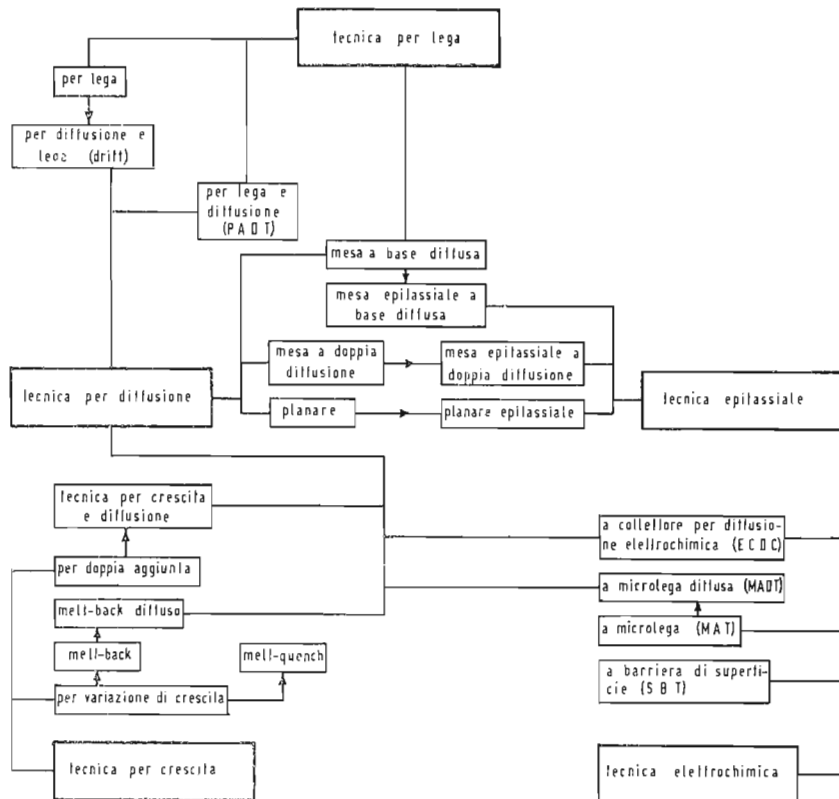 tecnica per lega
per lega
per diffusione e
lega (drift)
per lega e
diffusione
(PADT)
mesa a base diffusa
mesa epitassiale a
base diffusa
mesa a doppia
diffusione
mesa epitassiale a
doppia diffusione
tecnica per diffusione
tecnica epitassiale
planare
planare epitassiale
tecnica per crescita
e diffusione
a collettore per diffusio-
ne elettrochimica (ECDC)
per doppia aggiunta
a microlega diffusa (MADT)
melt-back diffuso
a microlega (MAT)
melt-back
melt-quench
a barriera di superfi-
cie (SBT)
per variazione di crescita
tecnica per crescita
tecnica elettrochimica